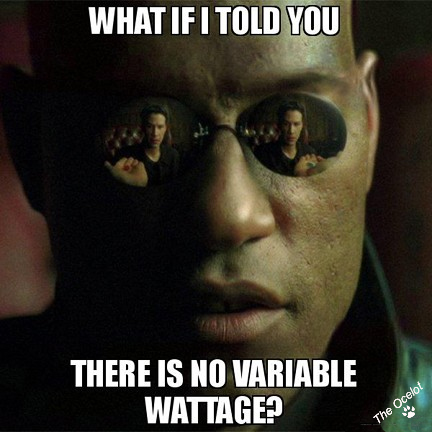 WHAT IF I TOLD YOU
THERE IS NO VARIABLE
WATTAGE?
The Ocelot